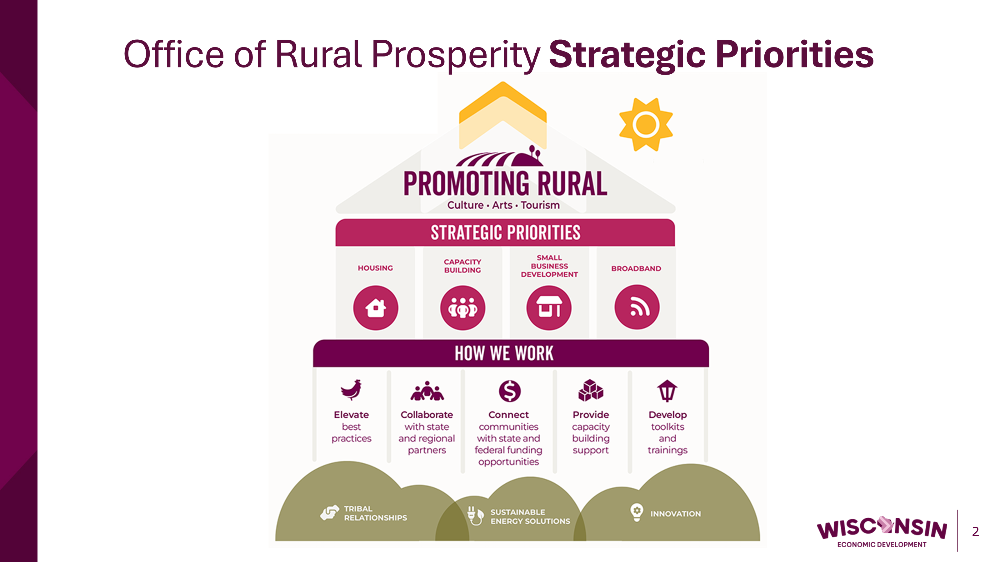 Office of Rural Prosperity Strategic Priorities
PROMOTING RURAL
Culture • Arts • Tourism
STRATEGIC PRIORITIES
HOUSING
CAPACITY
BUILDING
SMALL
BUSINESS
DEVELOPMENT
BROADBAND
HOW WE WORK
Elevate
best
practices
Collaborate
with state
and regional
partners
Connect
communities
with state and
federal funding
opportunities
Provide
capacity
building
support
Develop
toolkits
and
trainings
TRIBAL
RELATIONSHIPS
SUSTAINABLE
ENERGY SOLUTIONS
INNOVATION
WISCONSIN
ECONOMIC DEVELOPMENT
2